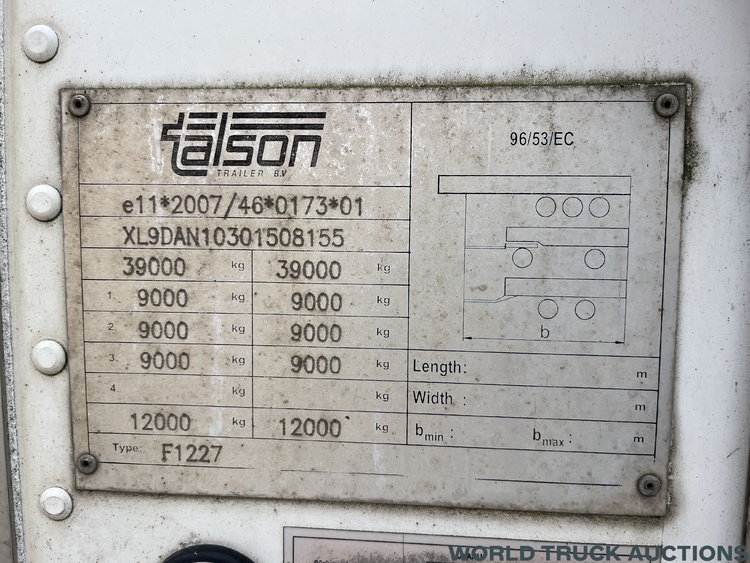 talson
TRAILER B.V
e11*2007/46*0173*01
XL9DAN10301508155
39000 kg 39000 kg
1. 9000 kg 9000 kg
2. 9000 kg 9000 kg
3. 9000 kg 9000 kg
4. kg kg
12000 kg 12000 kg
Type: F1227
96/53/EC
b
Length: m
Width : m
bmin : bmax : m
WORLD TRUCK AUCTIONS